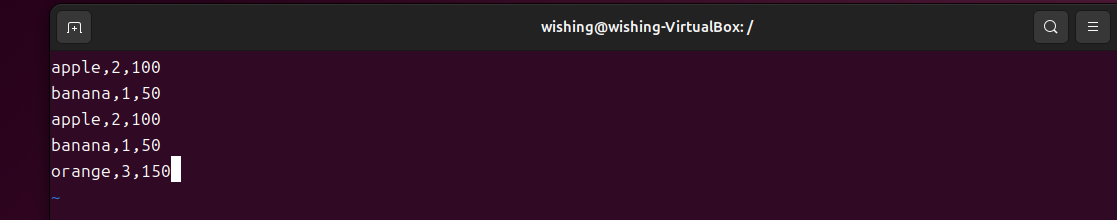 wishing@wishing-VirtualBox: /
apple,2,100
banana,1,50
apple,2,100
banana,1,50
orange,3,150
~